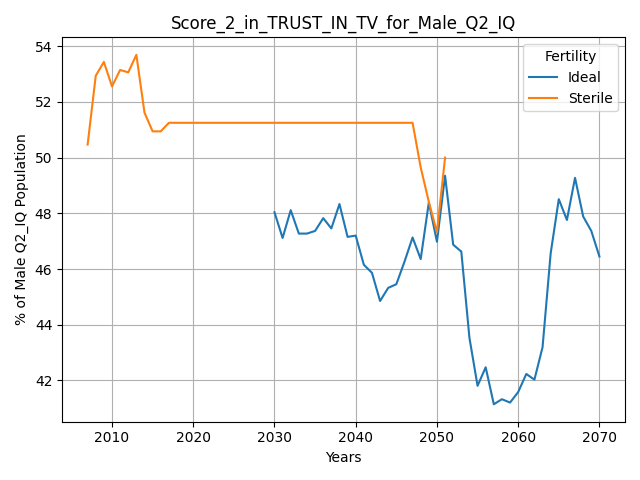 Score_2_in_TRUST_IN_TV_for_Male_Q2_IQ
% of Male Q2_IQ Population
54
52
50
48
46
44
42
Fertility
Ideal
Sterile
2010 2020 2030 2040 2050 2060 2070
Years